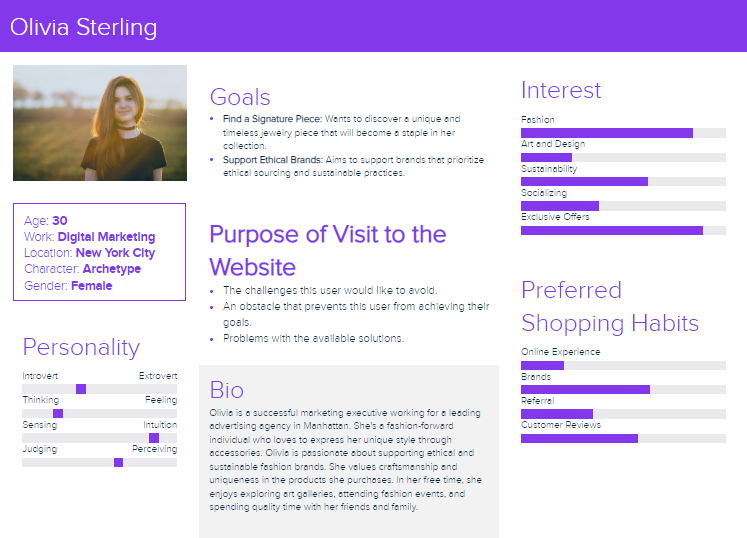 Olivia Sterling
Age: 30
Work: Digital Marketing
Location: New York City
Character: Archetype
Gender: Female
Personality
Introvert Extrovert
Thinking Feeling
Sensing Intuition
Judging Perceiving
Goals
• Find a Signature Piece: Wants to discover a unique and
timeless jewelry piece that will become a staple in her
collection.
• Support Ethical Brands: Aims to support brands that prioritize
ethical sourcing and sustainable practices.
Purpose of Visit to the
Website
• The challenges this user would like to avoid.
• An obstacle that prevents this user from achieving their
goals.
• Problems with the available solutions.
Bio
Olivia is a successful marketing executive working for a leading
advertising agency in Manhattan. She's a fashion-forward
individual who loves to express her unique style through
accessories. Olivia is passionate about supporting ethical and
sustainable fashion brands. She values craftsmanship and
uniqueness in the products she purchases. In her free time, she
enjoys exploring art galleries, attending fashion events, and
spending quality time with her friends and family.
Interest
Fashion
Art and Design
Sustainability
Socializing
Exclusive Offers
Preferred
Shopping Habits
Online Experience
Brands
Referral
Customer Reviews